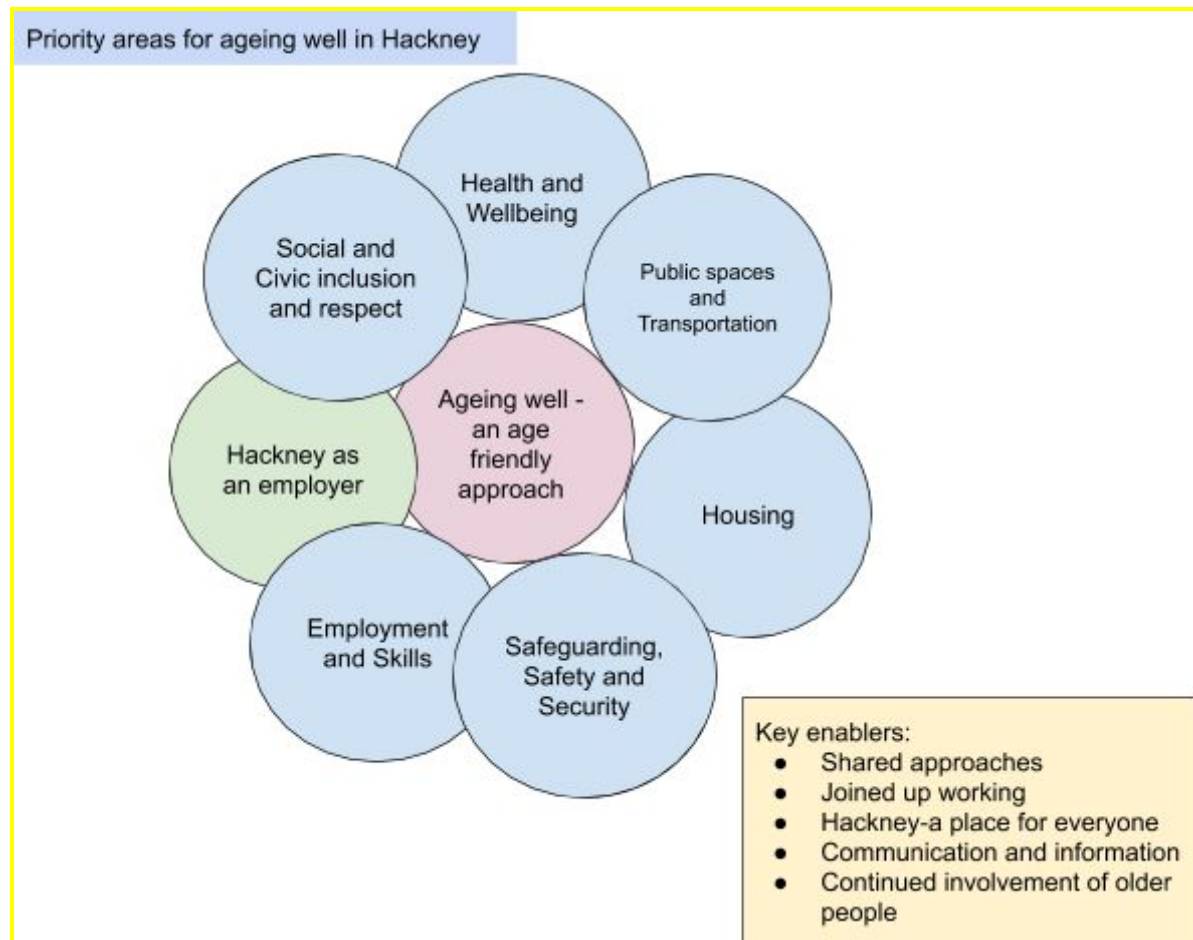 Priority areas for ageing well in Hackney
Health and
Wellbeing
Social and
Civic inclusion
and respect
Public spaces
and
Transportation
Ageing well -
an age
friendly
approach
Hackney as
an employer
Housing
Employment
and Skills
Safeguarding,
Safety and
Security
Key enablers:
● Shared approaches
● Joined up working
● Hackney-a place for everyone
● Communication and information
● Continued involvement of older
people